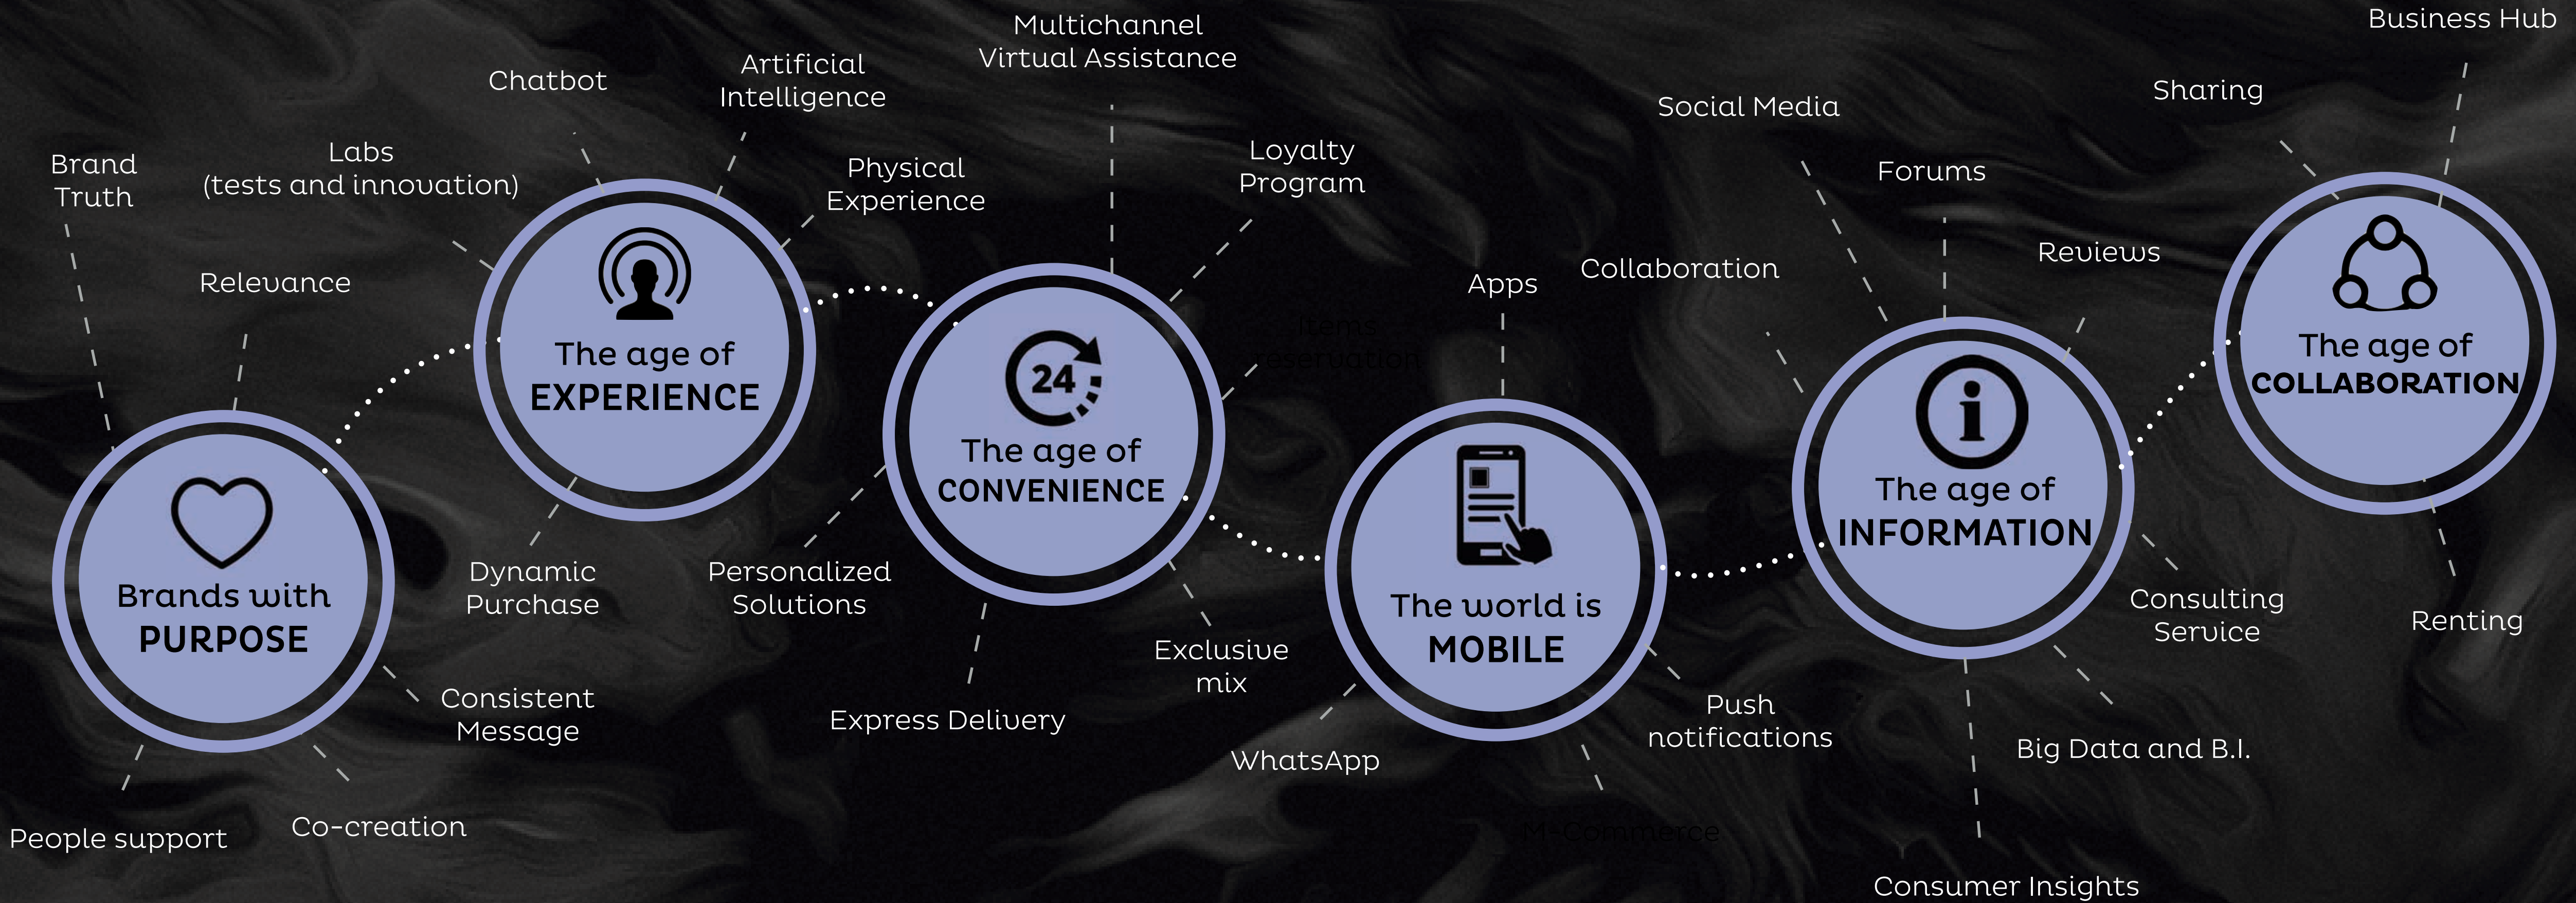 Brand
Truth
Relevance
Brands with
PURPOSE
People support
Co-creation
Consistent
Message
Labs
(tests and innovation)
Chatbot
Artificial
Intelligence
Physical
Experience
The age of
EXPERIENCE
Dynamic
Purchase
Multichannel
Virtual Assistance
Loyalty
Program
Items
reservation
24
The age of
CONVENIENCE
Personalized
Solutions
Express Delivery
Exclusive
mix
Apps
The world is
MOBILE
WhatsApp
M-Commerce
Push
notifications
Collaboration
Social Media
Forums
Reviews
i
The age of
INFORMATION
Consulting
Service
Big Data and B.I.
Consumer Insights
Sharing
Business Hub
The age of
COLLABORATION
Renting